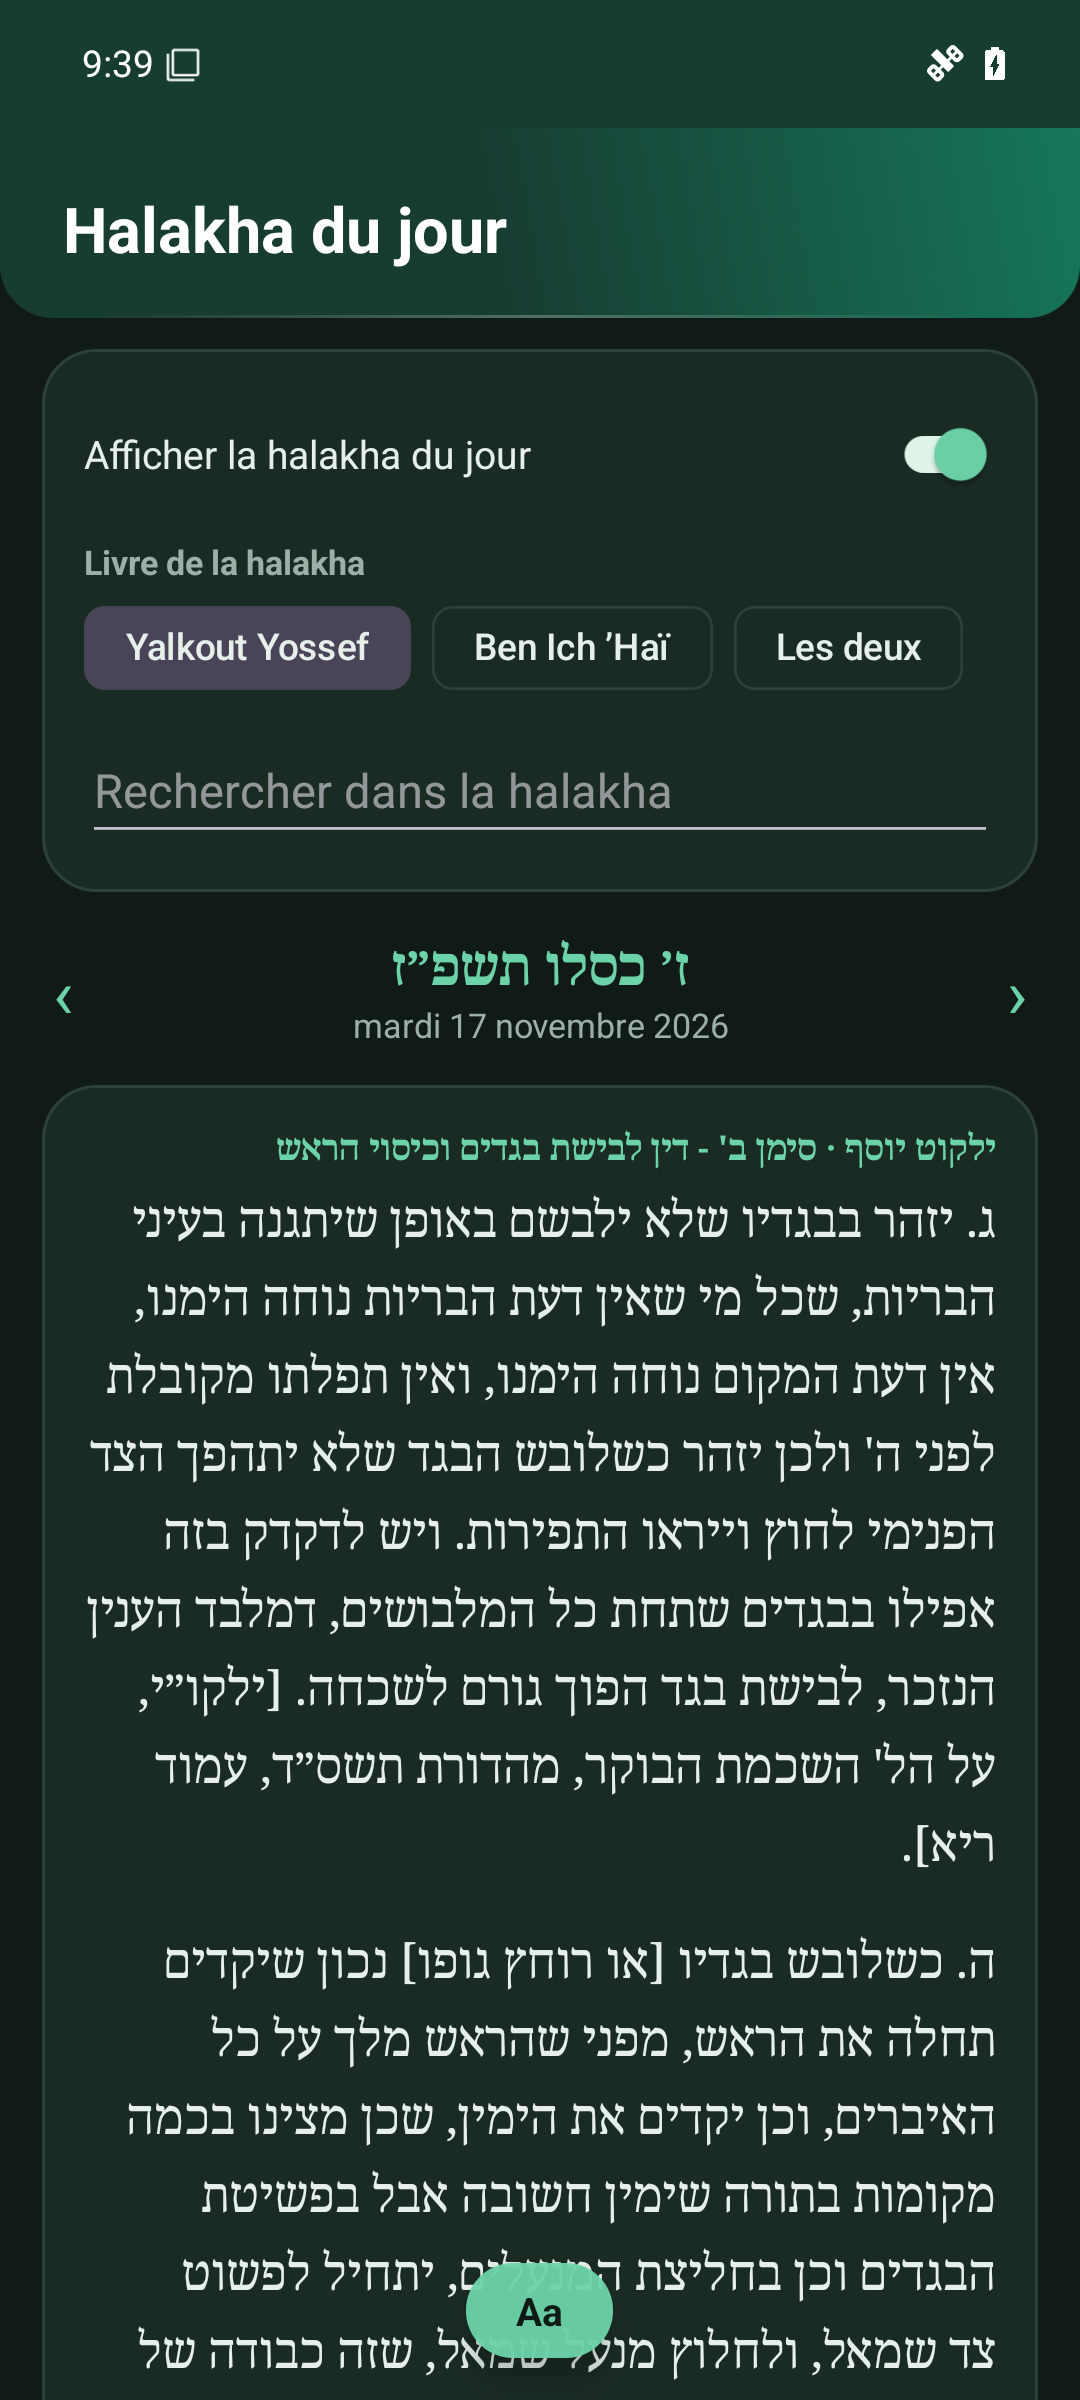 9:39
Halakha du jour
Afficher la halakha du jour
Livre de la halakha
Yalkout Yossef
Ben Ich ’Haï
Les deux
Rechercher dans la halakha
ז׳ כסלו תשפ״ז
‹
›
mardi 17 novembre 2026
ילקוט יוסף · סימן ב' - דין לבישת בגדים וכיסוי הראש
ג. יזהר בבגדיו שלא ילבשם באופן שיתגנה בעיני
הבריות, שכל מי שאין דעת הבריות נוחה הימנו,
אין דעת המקום נוחה הימנו, ואין תפלתו מקובלת
לפני ה' ולכן יזהר כשלובש הבגד שלא יתהפך הצד
הפנימי לחוץ וייראו התפירות. ויש לדקדק בזה
אפילו בבגדים שתחת כל המלבושים, דמלבד הענין
הנזכר, לבישת בגד הפוך גורם לשכחה. [ילקו״י,
על הל' השכמת הבוקר, מהדורת תשס״ד, עמוד
ריא].
ה. כשלובש בגדיו [או רוחץ גופו] נכון שיקדים
תחלה את הראש, מפני שהראש מלך על כל
האיברים, וכן יקדים את הימין, שכן מצינו בכמה
מקומות בתורה שימין חשובה אבל בפשיטת
הבגדים וכן בחליצת המנעלים, יתחיל לפשוט
צד שמאל, ולחלוץ מנעל שמאל, שזה כבודה של
Aa